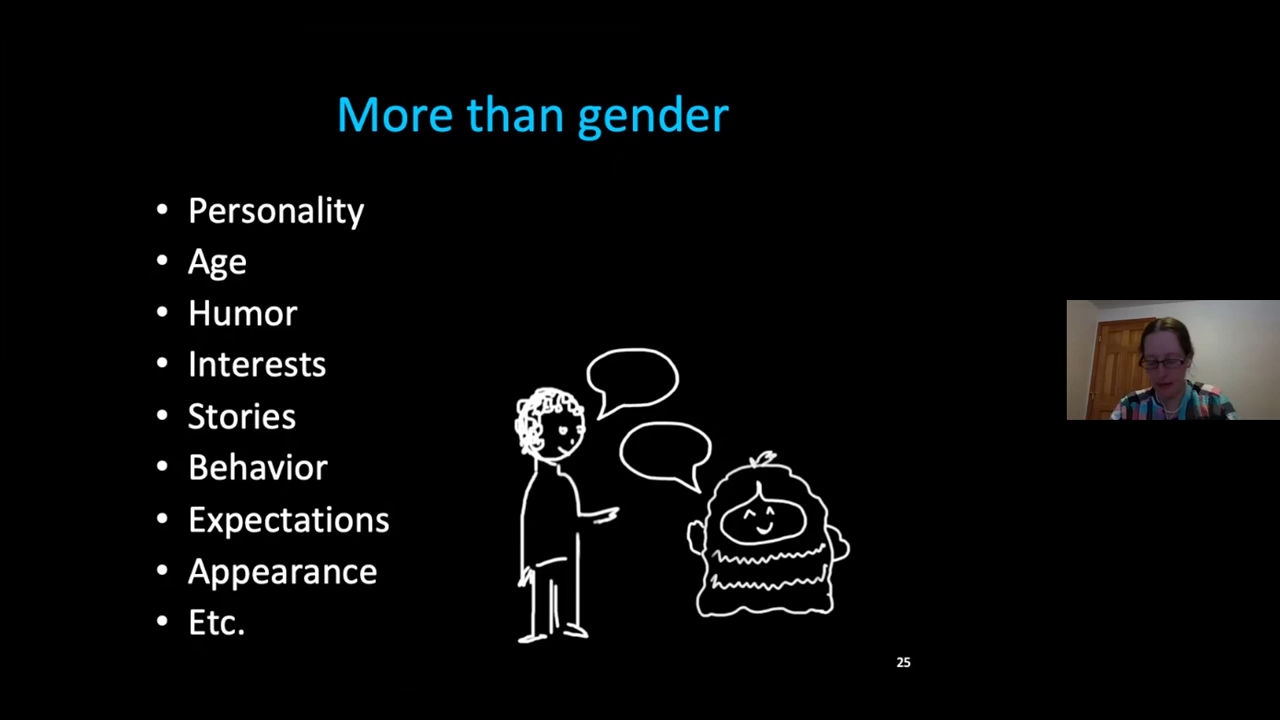 More than gender
• Personality
• Age
• Humor
• Interests
• Stories
• Behavior
• Expectations
• Appearance
• Etc.
25